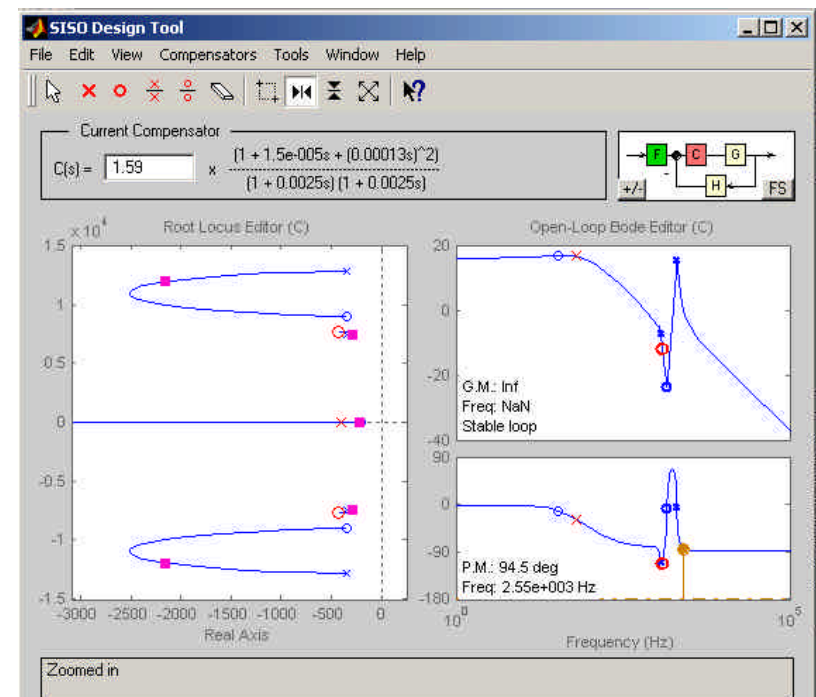 SISO Design Tool
File Edit View Compensators Tools Window Help
Current Compensator
C(s) = 1.59 x (1 + 1.5e-005s + (0.00013s)^2)
(1 + 0.0025s) (1 + 0.0025s)
F C G
H
+/- FS
Root Locus Editor (C)
x 10^4
1.5
1
0.5
0
-0.5
-1
-1.5
-3000 -2500 -2000 -1500 -1000 -500 0
Real Axis
Open-Loop Bode Editor (C)
20
0
-20
-40
G.M.: Inf
Freq: NaN
Stable loop
90
0
-90
-180
P.M.: 94.5 deg
Freq: 2.55e+003 Hz
10^0 10^5
Frequency (Hz)
Zoomed in